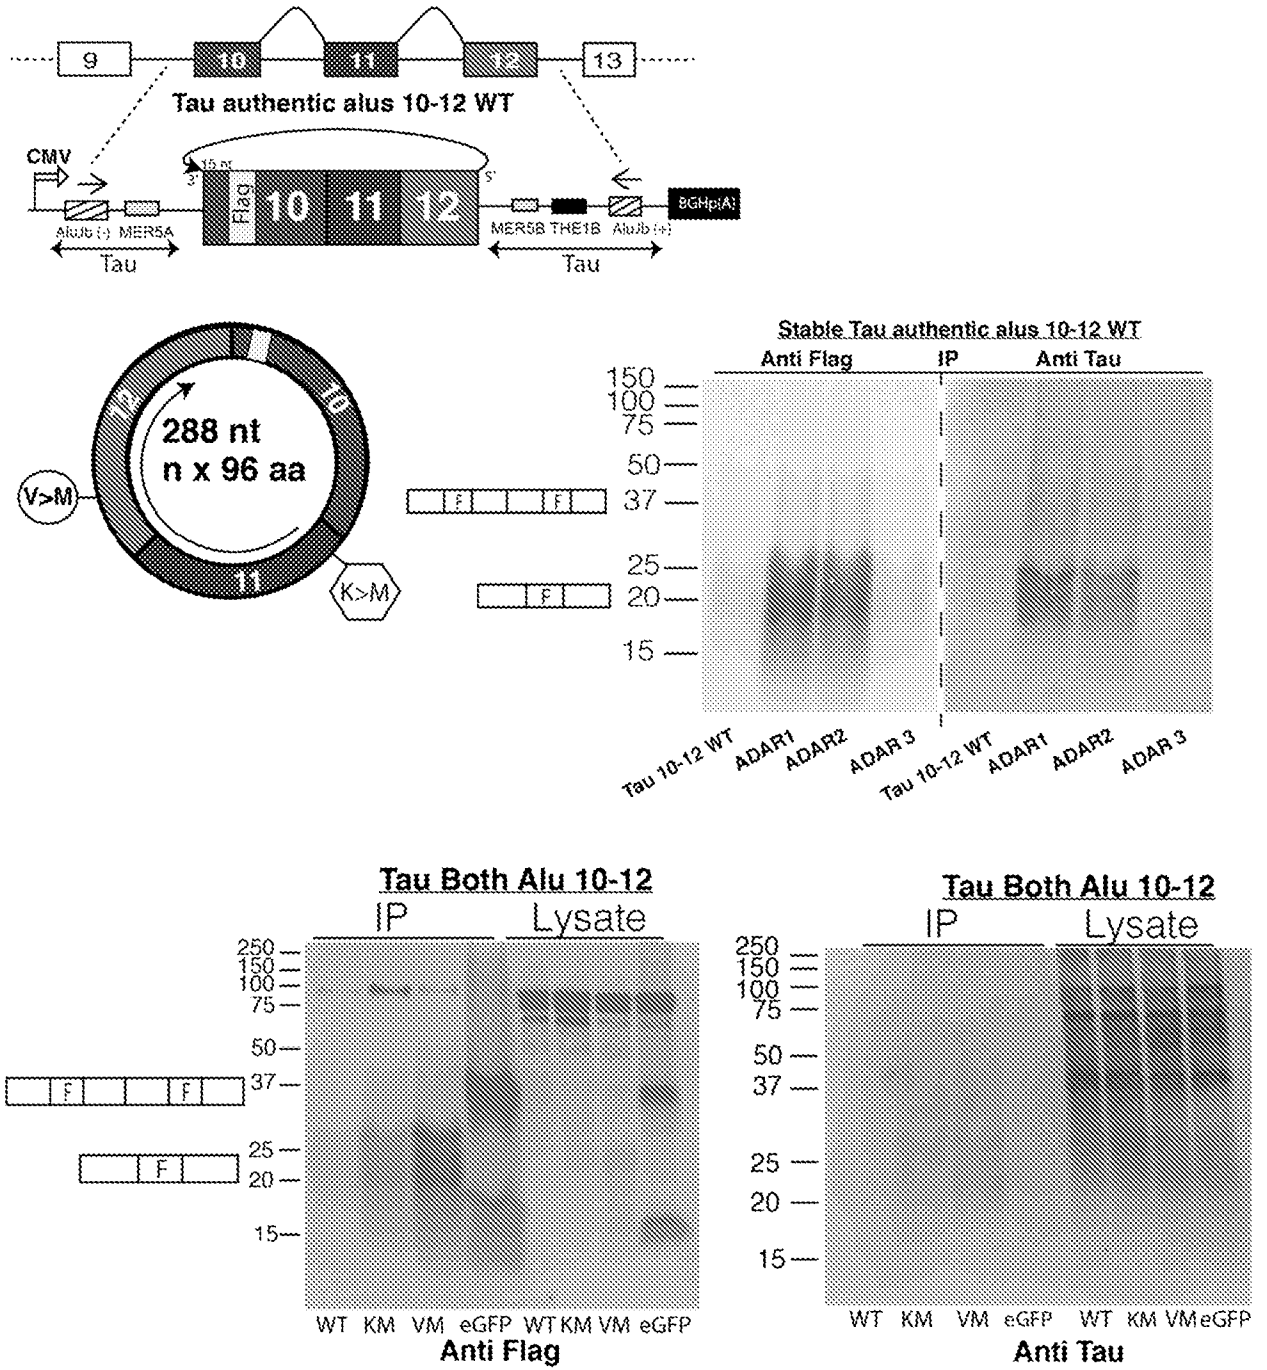 9 10 11 12 13
Tau authentic alus 10-12 WT
CMV
15 nt
3' 5'
Flag 10 11 12
BGHp(A)
AluJb (-) MER5A MER5B THE1B AluJb (+)
Tau Tau
12 10
288 nt
n x 96 aa
V>M
11
K>M
Stable Tau authentic alus 10-12 WT
Anti Flag IP Anti Tau
150
100
75
50
F F 37
25
F 20
15
Tau 10-12 WT ADAR1 ADAR2 ADAR 3 Tau 10-12 WT ADAR1 ADAR2 ADAR 3
Tau Both Alu 10-12
IP Lysate
250
150
100
75
50
F F 37
25
F 20
15
WT KM VM eGFP WT KM VM eGFP
Anti Flag
Tau Both Alu 10-12
IP Lysate
250
150
100
75
50
37
25
20
15
WT KM VM eGFP WT KM VM eGFP
Anti Tau